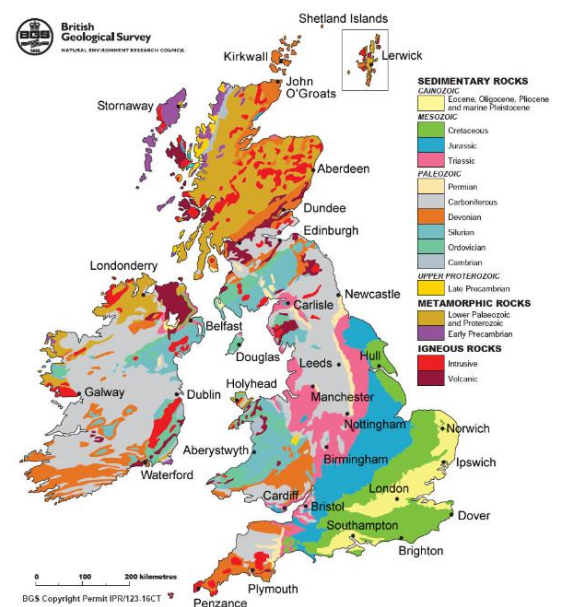 British
Geological Survey
NATURAL ENVIRONMENT RESEARCH COUNCIL
BGS
1835
Shetland Islands
Kirkwall
Lerwick
John
O'Groats
Stornaway
Aberdeen
Dundee
Edinburgh
Londonderry
Newcastle
Carlisle
Belfast
Douglas
Leeds
Hull
Holyhead
Galway
Dublin
Manchester
Nottingham
Norwich
Aberystwyth
Birmingham
Ipswich
Waterford
Cardiff
London
Bristol
Dover
Southampton
Brighton
Plymouth
Penzance
SEDIMENTARY ROCKS
CAINOZOIC
Eocene, Oligocene, Pliocene
and marine Pleistocene
MESOZOIC
Cretaceous
Jurassic
Triassic
PALEOZOIC
Permian
Carboniferous
Devonian
Silurian
Ordovician
Cambrian
UPPER PROTEROZOIC
Late Precambrian
METAMORPHIC ROCKS
Lower Palaeozoic
and Proterozoic
Early Precambrian
IGNEOUS ROCKS
Intrusive
Volcanic
0 100 200 kilometres
BGS Copyright Permit IPR/123-16CT